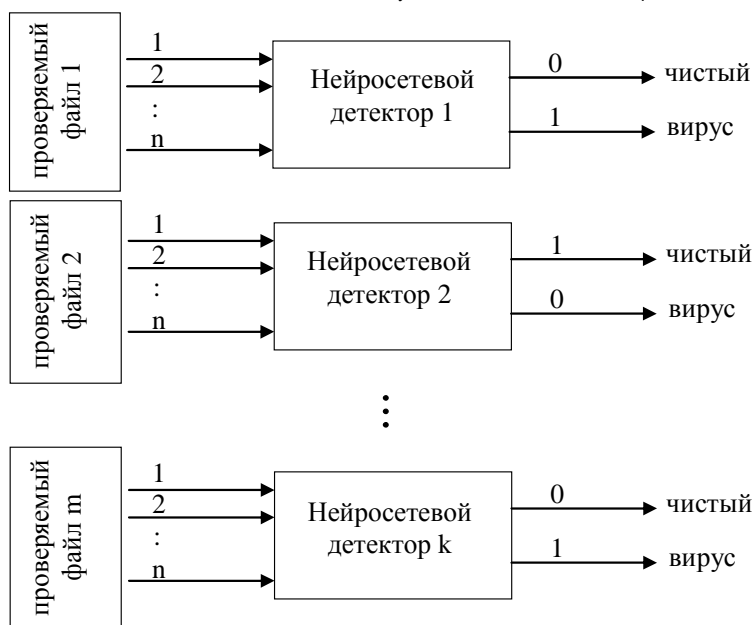 проверяемый
файл 1
1
2
:
n
Нейросетевой
детектор 1
0
чистый
1
вирус
проверяемый
файл 2
1
2
:
n
Нейросетевой
детектор 2
1
чистый
0
вирус
проверяемый
файл m
1
2
:
n
Нейросетевой
детектор k
0
чистый
1
вирус